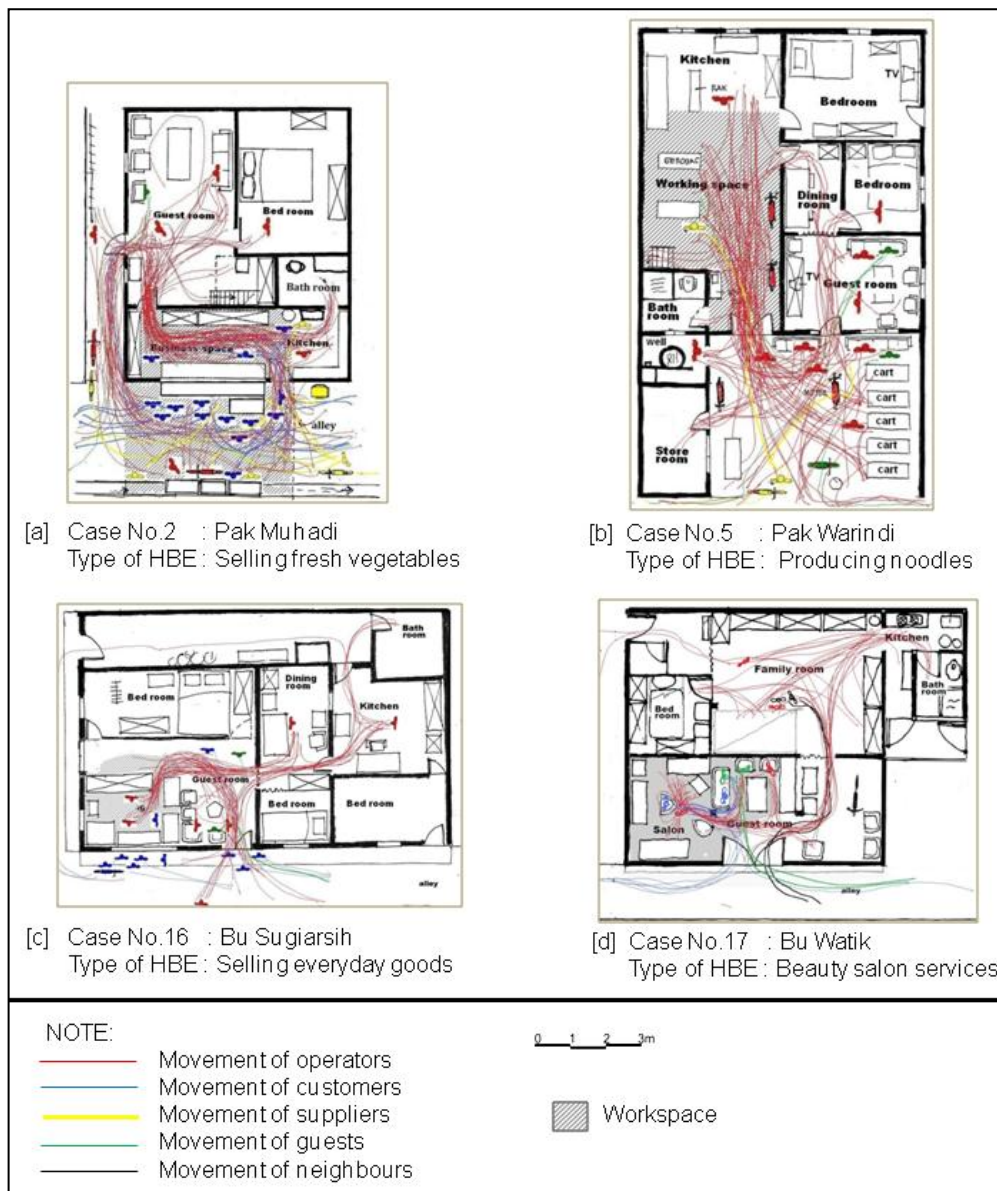 Guest room
Bed room
Bath room
Business space
Kitchen
alley
[a] Case No.2 : Pak Muhadi
Type of HBE : Selling fresh vegetables
Kitchen
RAK
TV
Bedroom
Working space
Dining
room
Bedroom
TV
Guest room
Bath
room
well
cart
cart
cart
cart
cart
Store
room
[b] Case No.5 : Pak Warindi
Type of HBE : Producing noodles
Bath
room
Bed room
Dining
room
Kitchen
Guest room
Bed room
Bed room
alley
[c] Case No.16 : Bu Sugiarsih
Type of HBE : Selling everyday goods
Kitchen
Family room
Bath
room
Bed
room
Salon
Guest room
alley
[d] Case No.17 : Bu Watik
Type of HBE : Beauty salon services
NOTE:
Movement of operators
Movement of customers
Movement of suppliers
Movement of guests
Movement of neighbours
0 1 2 3m
Workspace